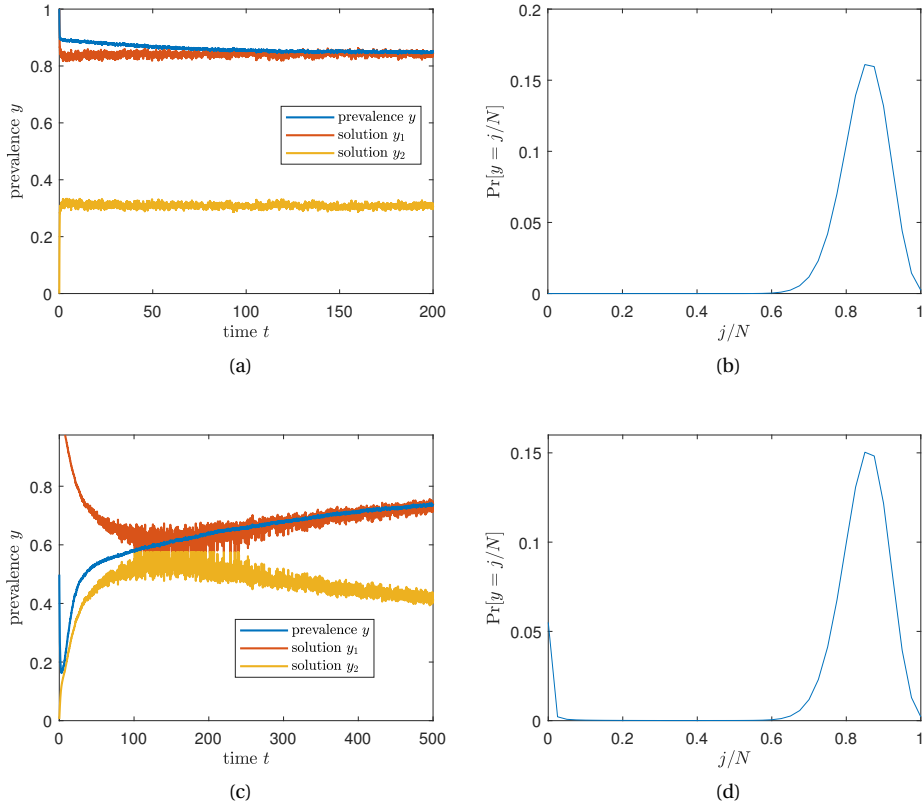 prevalence y
1
0.8
0.6
0.4
0.2
0
0 50 100 150 200
time t
prevalence y
solution y₁
solution y₂
(a)
Pr[y = j/N]
0.20
0.15
0.10
0.05
0
0 0.2 0.4 0.6 0.8 1
j/N
(b)
prevalence y
0.8
0.6
0.4
0.2
0
0 100 200 300 400 500
time t
prevalence y
solution y₁
solution y₂
(c)
Pr[y = j/N]
0.15
0.10
0.05
0
0 0.2 0.4 0.6 0.8 1
j/N
(d)